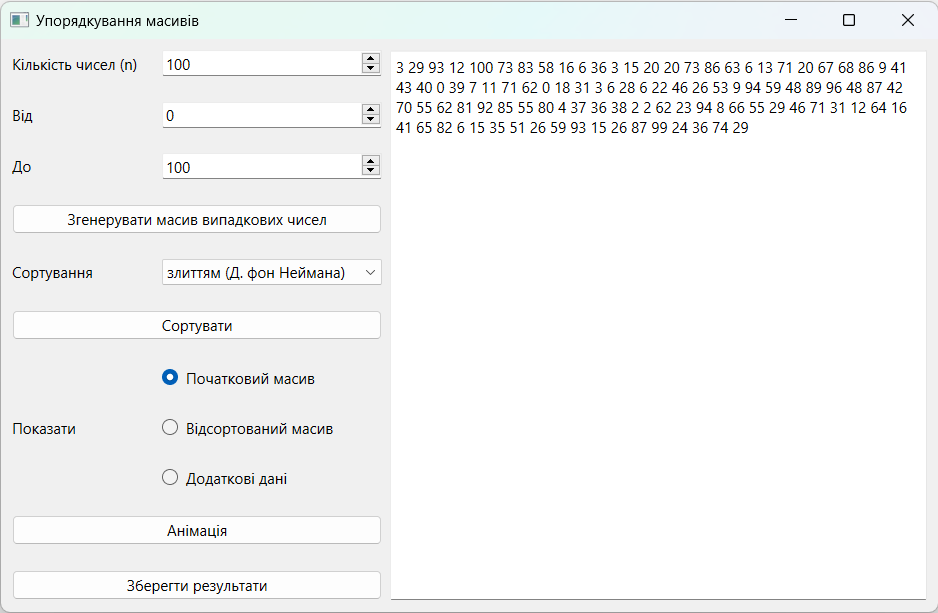 Упорядкування масивів
Кількість чисел (n) 100
Від 0
До 100
Згенерувати масив випадкових чисел
Сортування злиттям (Д. фон Неймана)
Сортувати
Початковий масив
Показати Відсортований масив
Додаткові дані
Анімація
Зберегти результати
3 29 93 12 100 73 83 58 16 6 36 3 15 20 20 73 86 63 6 13 71 20 67 68 86 9 41
43 40 0 39 7 11 71 62 0 18 31 3 6 28 6 22 46 26 53 9 94 59 48 89 96 48 87 42
70 55 62 81 92 85 55 80 4 37 36 38 2 2 62 23 94 8 66 55 29 46 71 31 12 64 16
41 65 82 6 15 35 51 26 59 93 15 26 87 99 24 36 74 29